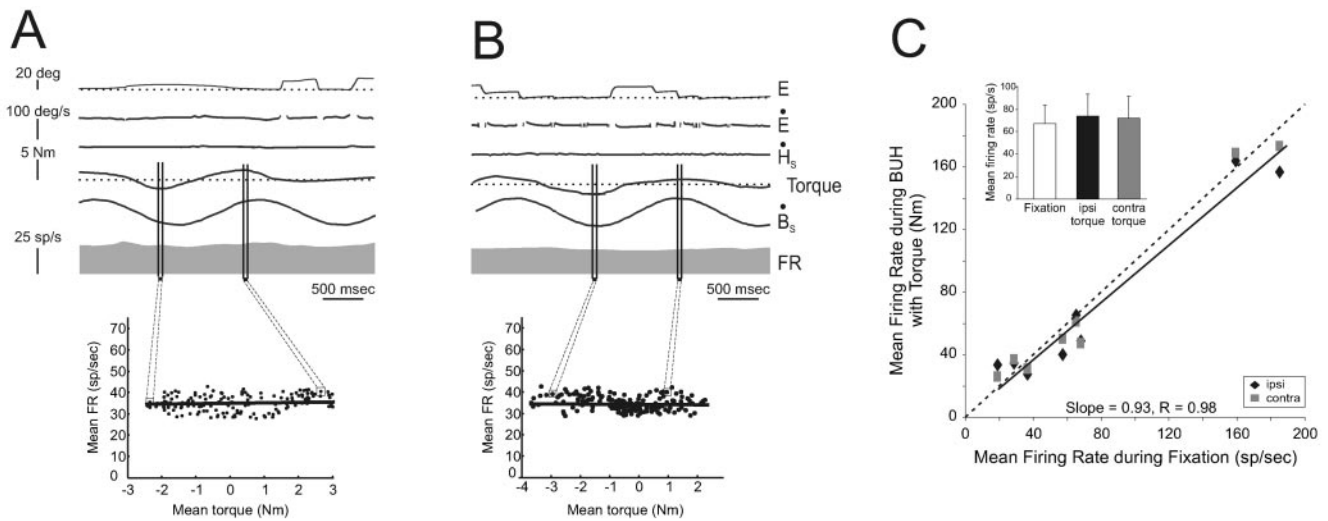 A
20 deg
100 deg/s
5 Nm
25 sp/s
500 msec
Mean FR (sp/sec)
70
60
50
40
30
20
10
0
-3
-2
-1
0
1
2
3
Mean torque (Nm)
B
E
Ė
Ḣs
Torque
Ḃs
FR
500 msec
Mean FR (sp/sec)
70
60
50
40
30
20
10
0
-4
-3
-2
-1
0
1
2
Mean torque (Nm)
C
Mean Firing Rate during BUH
with Torque (Nm)
200
160
120
80
40
0
Mean firing rate (sp/s)
100
80
60
40
20
0
Fixation
ipsi
torque
contra
torque
ipsi
contra
Slope = 0.93, R = 0.98
0
40
80
120
160
200
Mean Firing Rate during Fixation (sp/sec)